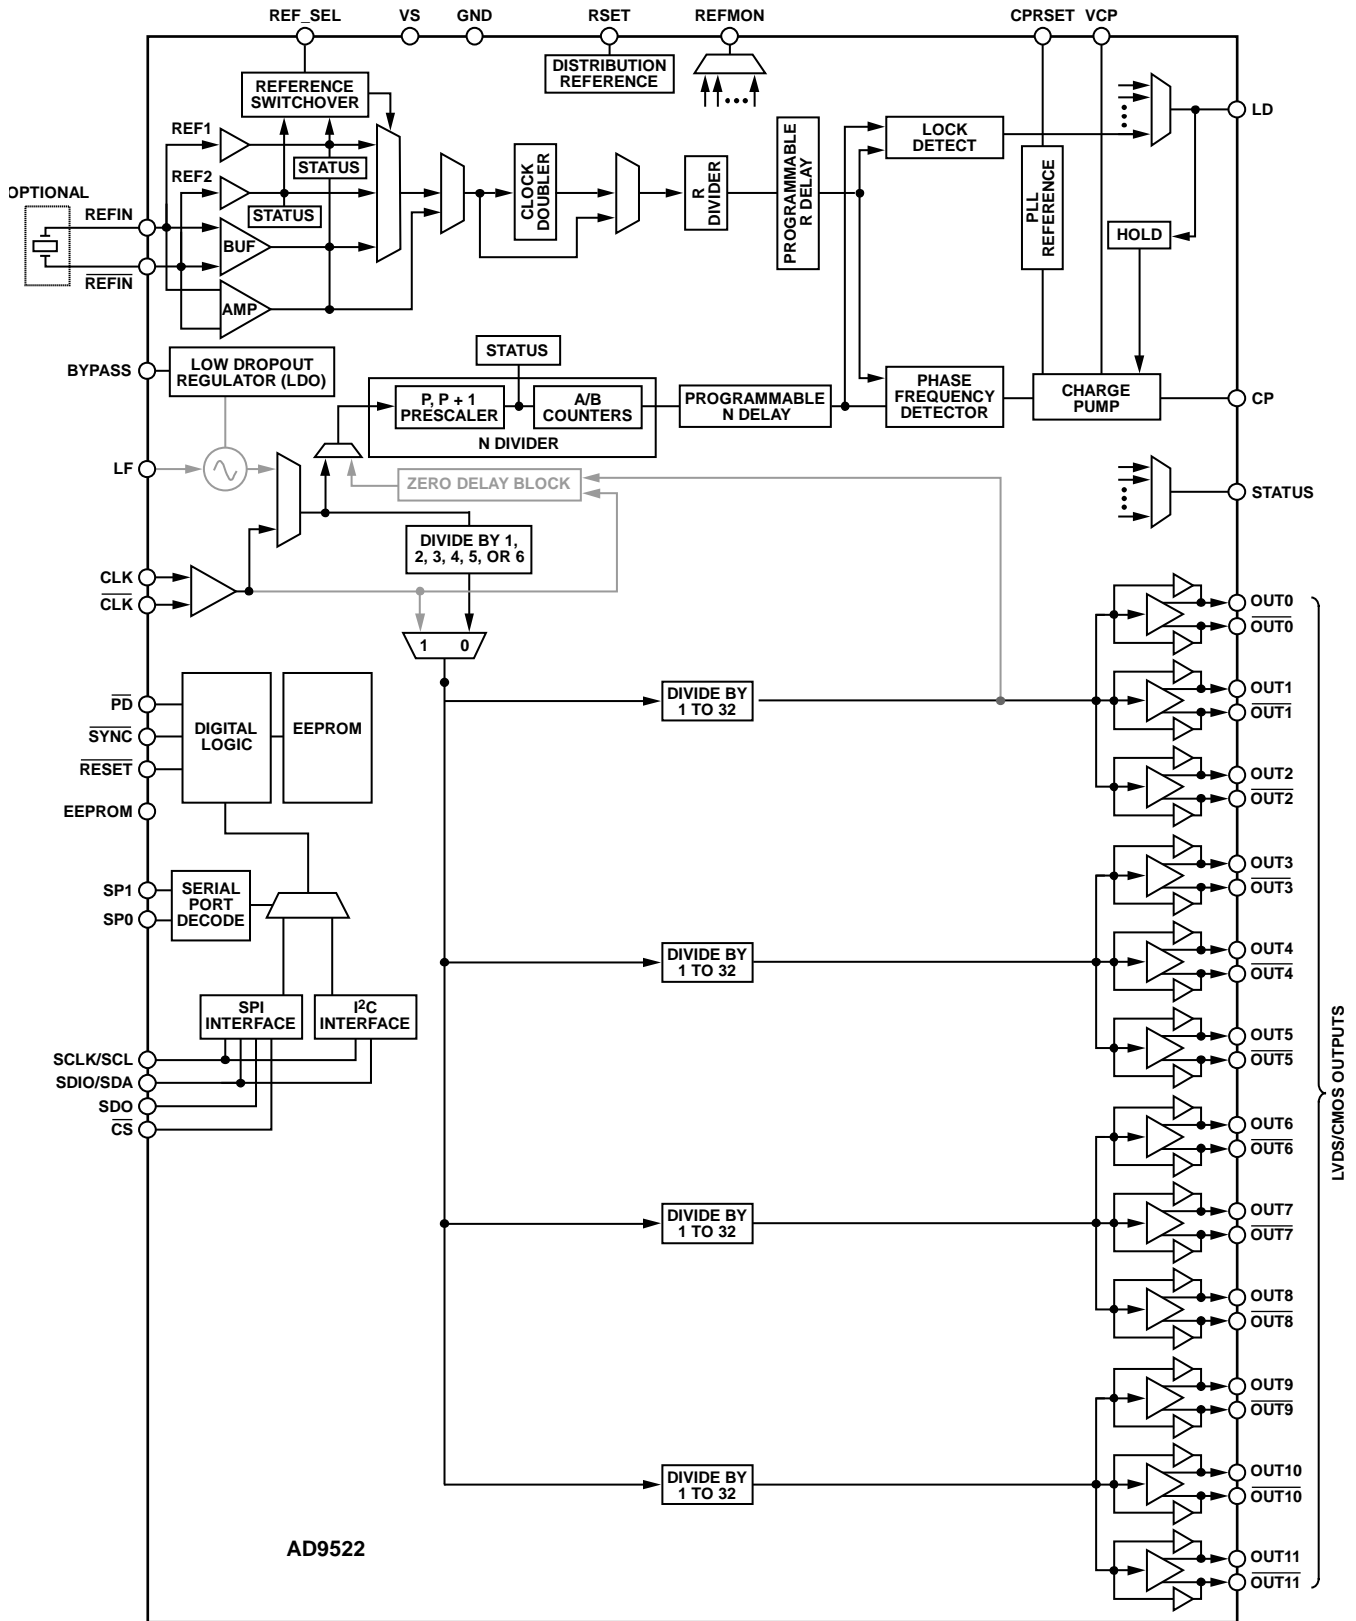 REF_SEL
VS
GND
RSET
REFMON
CPRSET
VCP
DISTRIBUTION
REFERENCE
REFERENCE
SWITCHOVER
LD
REF1
STATUS
LOCK
DETECT
PROGRAMMABLE
R DELAY
CLOCK
DOUBLER
R
DIVIDER
PLL
REFERENCE
OPTIONAL
REF2
STATUS
REFIN
BUF
HOLD
REFIN
AMP
STATUS
BYPASS
LOW DROPOUT
REGULATOR (LDO)
P, P + 1
PRESCALER
A/B
COUNTERS
N DIVIDER
PROGRAMMABLE
N DELAY
PHASE
FREQUENCY
DETECTOR
CHARGE
PUMP
CP
LF
ZERO DELAY BLOCK
STATUS
DIVIDE BY 1,
2, 3, 4, 5, OR 6
CLK
CLK
1 0
OUT0
OUT0
DIVIDE BY
1 TO 32
OUT1
OUT1
PD
SYNC
RESET
DIGITAL
LOGIC
EEPROM
EEPROM
OUT2
OUT2
OUT3
OUT3
SP1
SP0
SERIAL
PORT
DECODE
DIVIDE BY
1 TO 32
OUT4
OUT4
SPI
INTERFACE
I²C
INTERFACE
OUT5
OUT5
SCLK/SCL
SDIO/SDA
SDO
CS
LVDS/CMOS OUTPUTS
OUT6
OUT6
DIVIDE BY
1 TO 32
OUT7
OUT7
OUT8
OUT8
OUT9
OUT9
DIVIDE BY
1 TO 32
OUT10
OUT10
AD9522
OUT11
OUT11